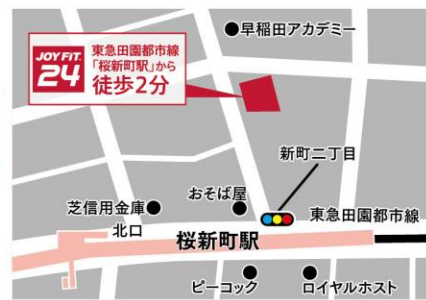 早稲田アカデミー
JOYFIT
24
東急田園都市線
「桜新町駅」から
徒歩2分
新町二丁目
おそば屋
芝信用金庫
北口
東急田園都市線
桜新町駅
ピーコック
ロイヤルホスト